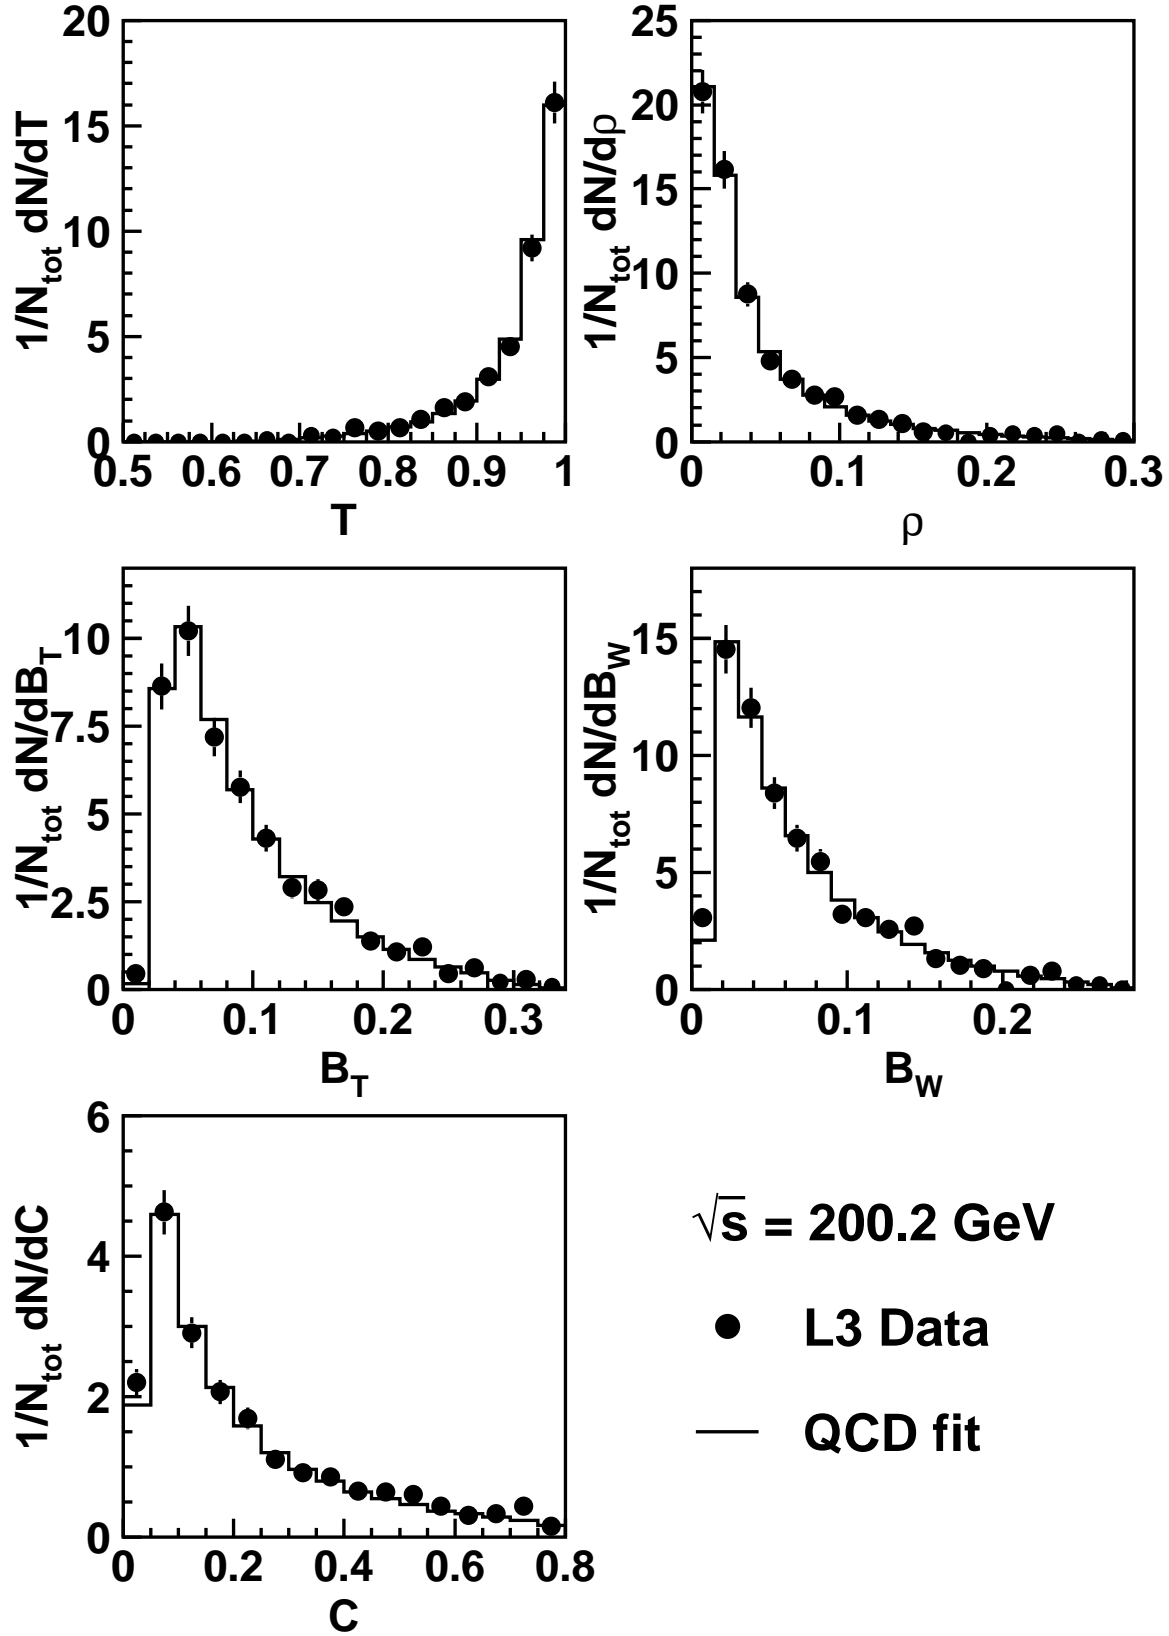 1/N_tot dN/dT
20
15
10
5
0
0.5 0.6 0.7 0.8 0.9 1
T
1/N_tot dN/dρ
25
20
15
10
5
0
0 0.1 0.2 0.3
ρ
1/N_tot dN/dB_T
10
7.5
5
2.5
0
0 0.1 0.2 0.3
B_T
1/N_tot dN/dB_W
15
10
5
0
0 0.1 0.2
B_W
1/N_tot dN/dC
6
4
2
0
0 0.2 0.4 0.6 0.8
C
√s = 200.2 GeV
L3 Data
QCD fit